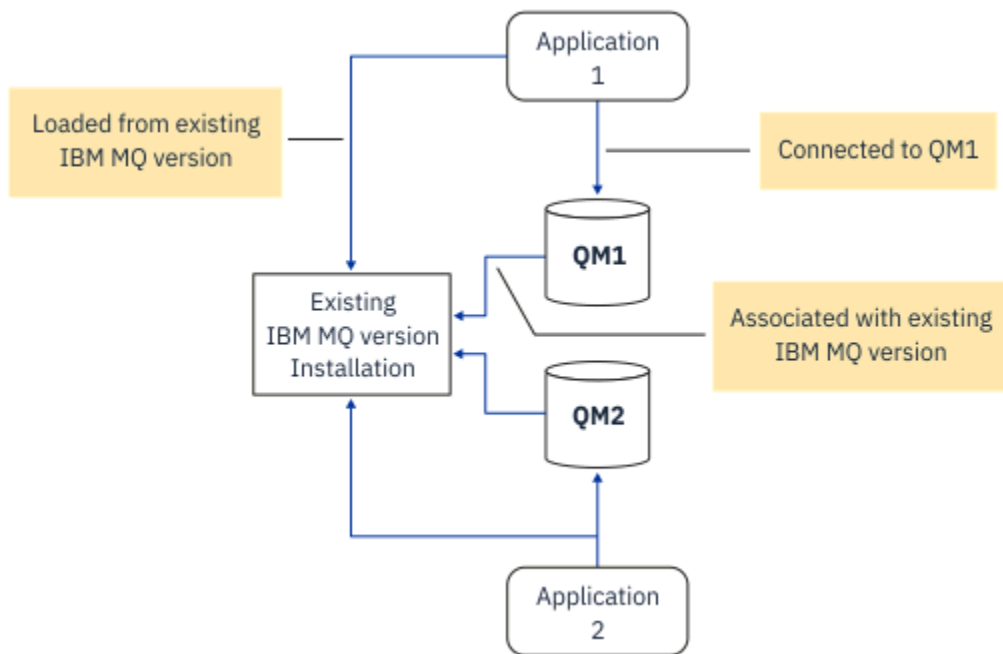 Application
1
Loaded from existing
IBM MQ version
Connected to QM1
QM1
Existing
IBM MQ version
Installation
Associated with existing
IBM MQ version
QM2
Application
2